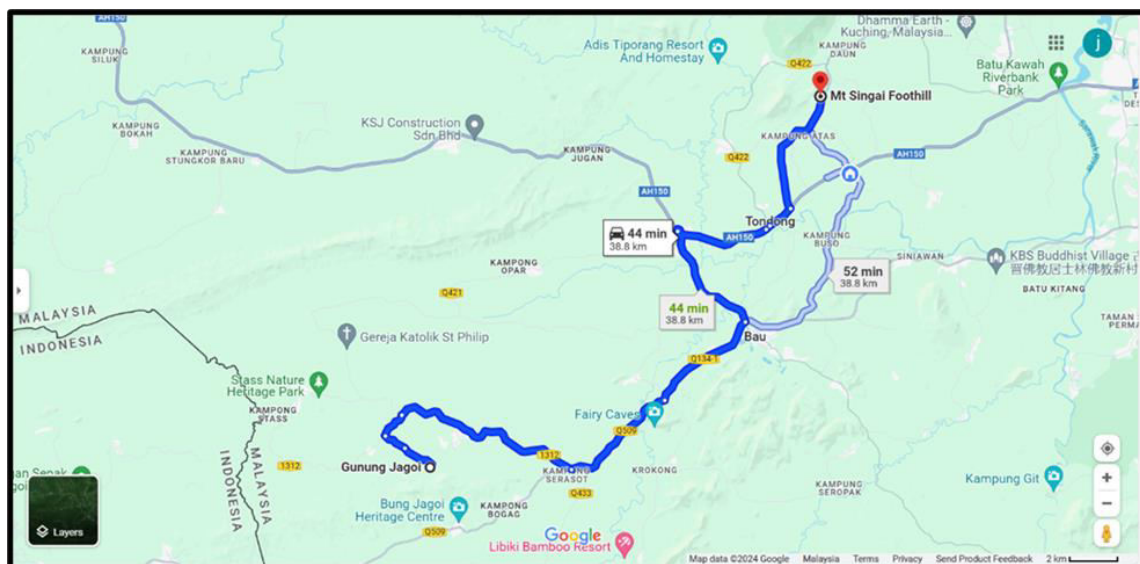 KAMPUNG
SILUK
KAMPUNG
BOKAH
KAMPUNG
STUNGKOR BARU
KSJ Construction
Sdn Bhd
KAMPUNG
JUGAN
AH150
Adis Tiporang Resort
And Homestay
Q422
KAMPUNG
DAUN
Dhamma Earth -
Kuching, Malaysia...
j
Batu Kawah
Riverbank
Park
Mt Singai Foothill
KAMPUNG ATAS
Q422
AH150
Sarawak River
Tondong
AH150
44 min
38.8 km
KAMPUNG
BUSO
SINIAWAN
KBS Buddhist Village
晋佛教居士林佛教新村
BATU KITANG
52 min
38.8 km
KAMPONG
OPAR
Q421
44 min
38.8 km
Bau
TAMAN
PERMA
MALAYSIA
INDONESIA
Gereja Katolik St Philip
Q134-1
Stass Nature
Heritage Park
KAMPONG
STASS
Fairy Caves
Q509
MALAYSIA
INDONESIA
1312
Gunung Jagoi
1312
KAMPUNG
SERASOT
Q433
KROKONG
KAMPUNG
SEROPAK
Kampung Git
Bung Jagoi
Heritage Centre
KAMPONG
BOGAG
Q509
Libiki Bamboo Resort
Layers
Google
Map data ©2024 Google
Malaysia
Terms
Privacy
Send Product Feedback
2 km